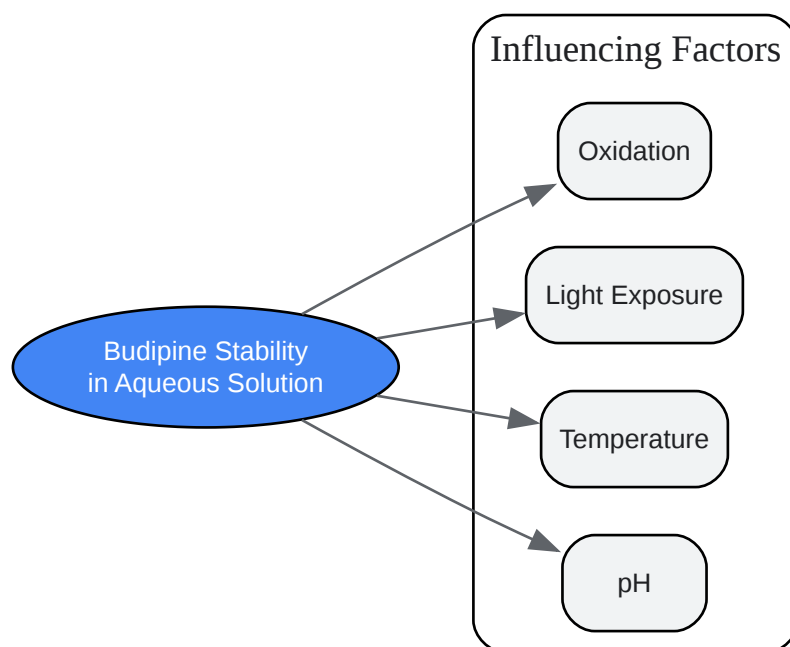 Influencing Factors
Oxidation
Light Exposure
Budipine Stability
in Aqueous Solution
Temperature
pH